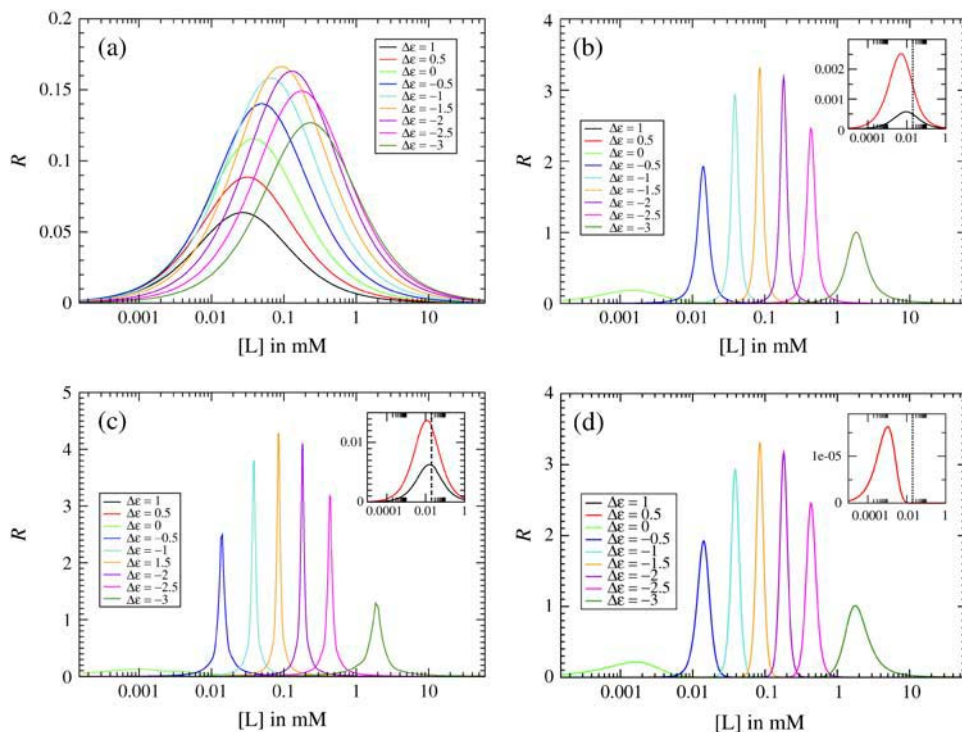 (a)
0.2
0.15
0.1
0.05
0
R
Δε = 1
Δε = 0.5
Δε = 0
Δε = −0.5
Δε = −1
Δε = −1.5
Δε = −2
Δε = −2.5
Δε = −3
0.001 0.01 0.1 1 10
[L] in mM
(b)
4
3
2
1
0
R
Δε = 1
Δε = 0.5
Δε = 0
Δε = −0.5
Δε = −1
Δε = −1.5
Δε = −2
Δε = −2.5
Δε = −3
0.002
0.001
0
0.0001 0.01 1
0.001 0.01 0.1 1 10
[L] in mM
(c)
5
4
3
2
1
0
R
Δε = 1
Δε = 0.5
Δε = 0
Δε = −0.5
Δε = −1
Δε = 1.5
Δε = −2
Δε = −2.5
Δε = −3
0.01
0
0.0001 0.01 1
0.001 0.01 0.1 1 10
[L] in mM
(d)
4
3
2
1
0
R
Δε = 1
Δε = 0.5
Δε = 0
Δε = −0.5
Δε = −1
Δε = −1.5
Δε = −2
Δε = −2.5
Δε = −3
1e-05
0
0.0001 0.01 1
0.001 0.01 0.1 1 10
[L] in mM